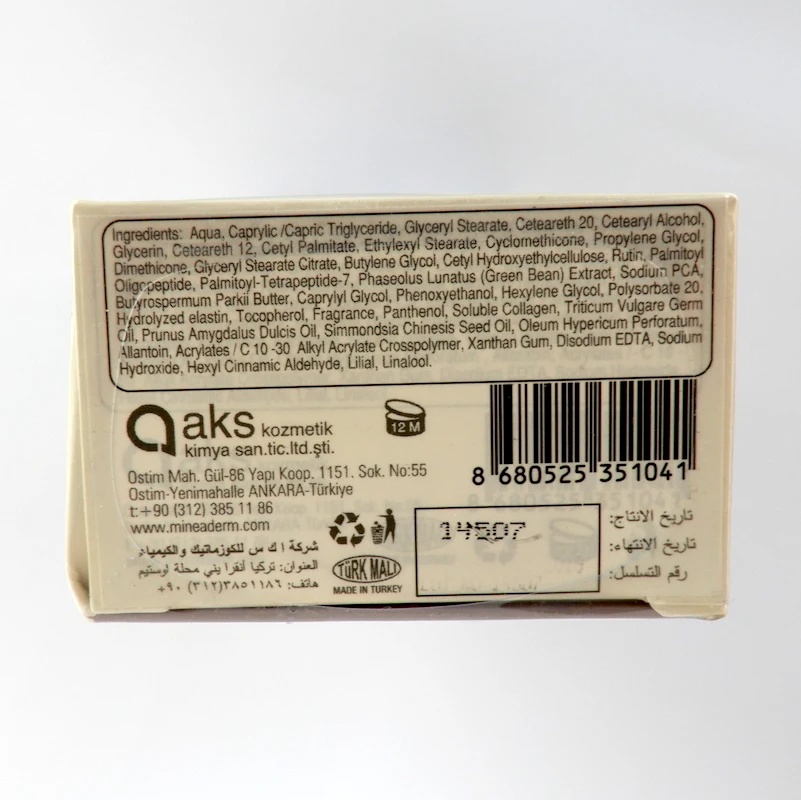 Ingredients: Aqua, Caprylic /Capric Triglyceride, Glyceryl Stearate, Ceteareth 20, Cetearyl Alcohol,
Glycerin, Ceteareth 12, Cetyl Palmitate, Ethylexyl Stearate, Cyclomethicone, Propylene Glycol,
Dimethicone, Glyceryl Stearate Citrate, Butylene Glycol, Cetyl Hydroxyethylcellulose, Rutin, Palmitoyl
Oligopeptide, Palmitoyl-Tetrapeptide-7, Phaseolus Lunatus (Green Bean) Extract, Sodium PCA,
Butyrospermum Parkii Butter, Caprylyl Glycol, Phenoxyethanol, Hexylene Glycol, Polysorbate 20,
Hydrolyzed elastin, Tocopherol, Fragrance, Panthenol, Soluble Collagen, Triticum Vulgare Germ
Oil, Prunus Amygdalus Dulcis Oil, Simmondsia Chinesis Seed Oil, Oleum Hypericum Perforatum,
Allantoin, Acrylates / C 10 -30 Alkyl Acrylate Crosspolymer, Xanthan Gum, Disodium EDTA, Sodium
Hydroxide, Hexyl Cinnamic Aldehyde, Lilial, Linalool.
aks kozmetik
kimya san.tic.ltd.şti.
12 M
8 680525 351041
Ostim Mah. Gül-86 Yapı Koop. 1151. Sok. No:55
Ostim-Yenimahalle ANKARA-Türkiye
t:+90 (312) 385 11 86
www.mineaderm.com
شركة ا ك س للكوزماتيك والكيمياء
العنوان: تركيا أنقرا يني محلة اوستيم
هاتف: ٣٨٥١١٨٦(٣١٢) ٩٠+
TÜRK MALI
MADE IN TURKEY
14507
تاريخ الانتاج:
تاريخ الانتهاء:
رقم التسلسل: